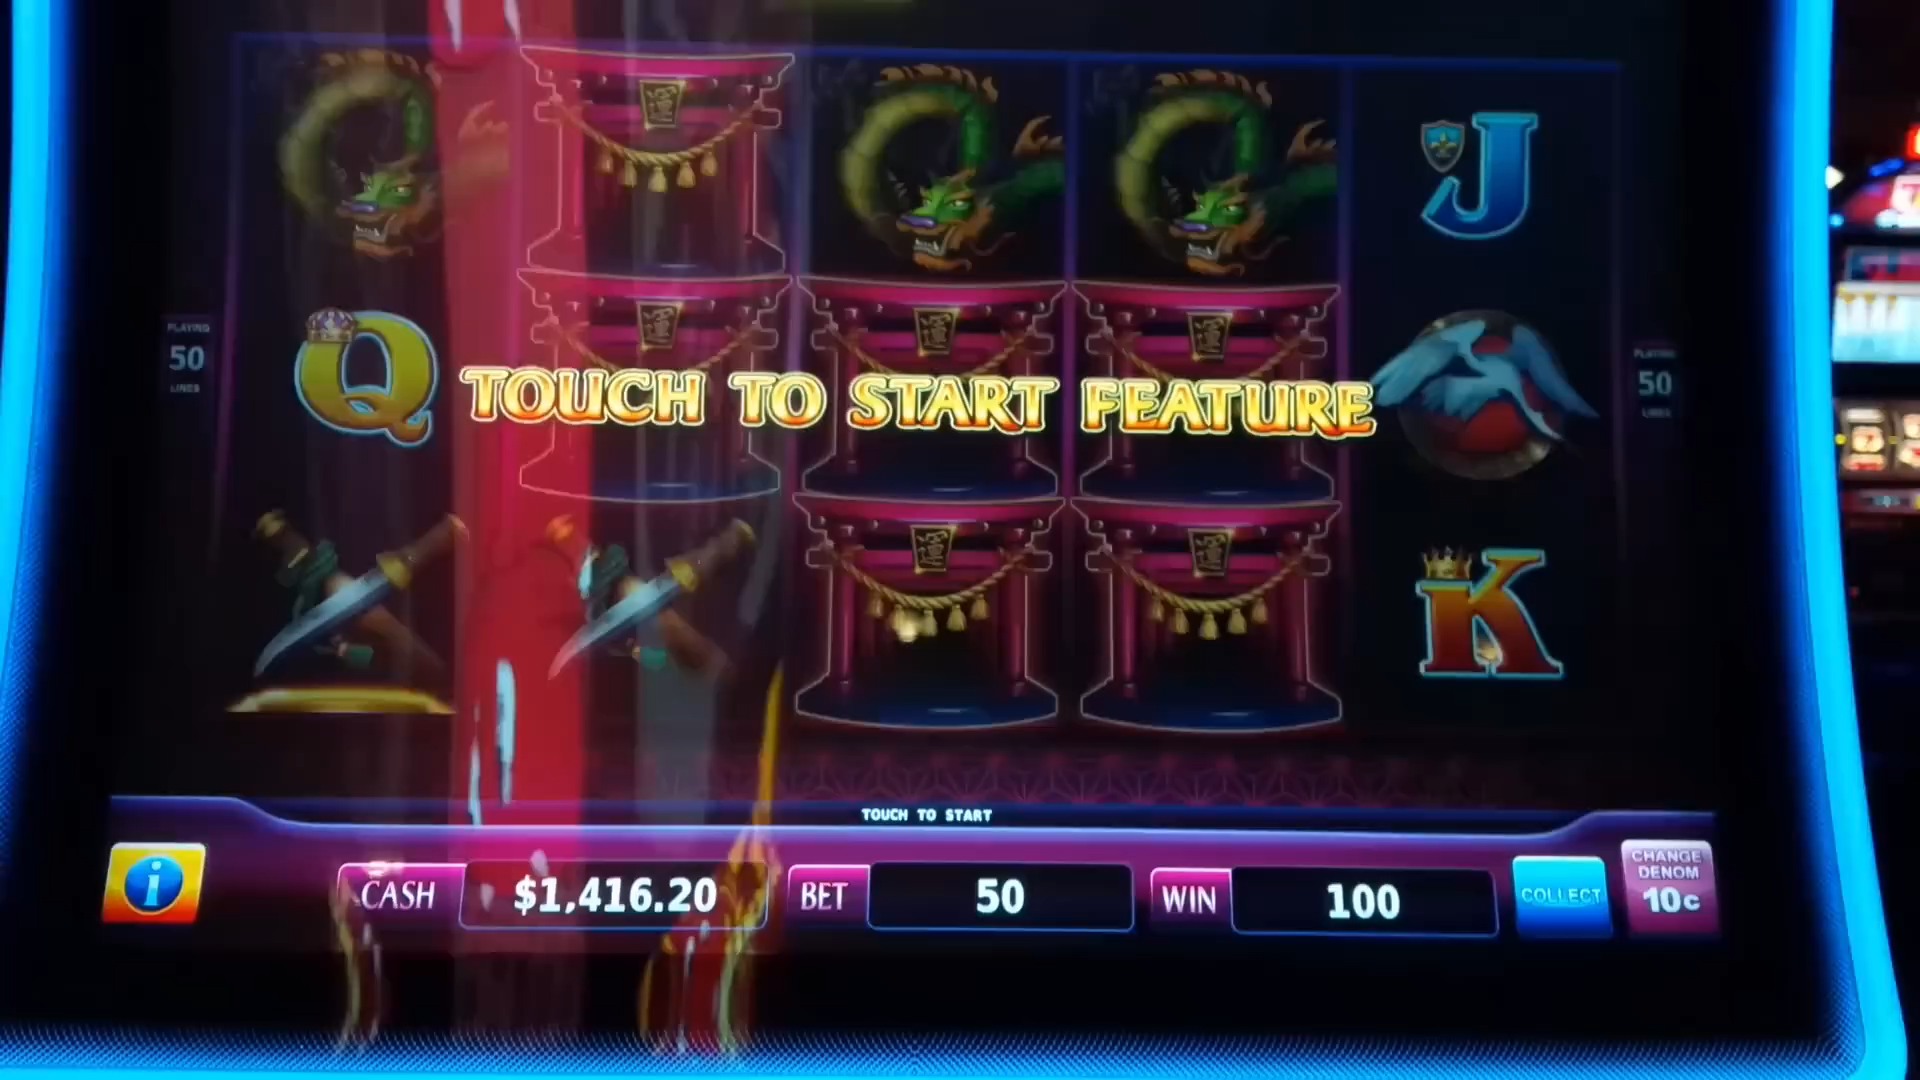 J
PLAYING
50
LINES
Q
TOUCH TO START FEATURE
PLAYING
50
LINES
K
TOUCH TO START
i
CASH
$1,416.20
BET
50
WIN
100
COLLECT
CHANGE
DENOM
10¢